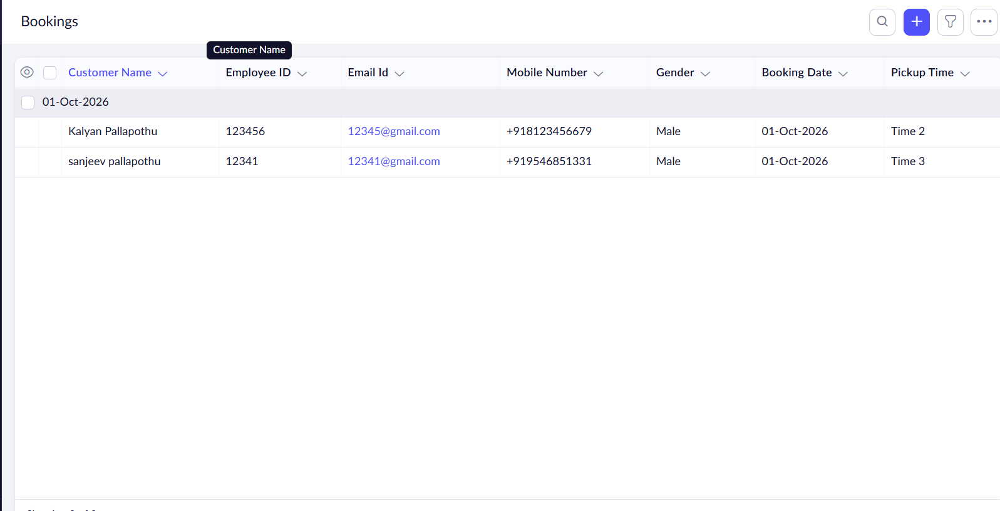 Bookings
Customer Name
Customer Name Employee ID Email Id Mobile Number Gender Booking Date Pickup Time
01-Oct-2026
Kalyan Pallapothu 123456 12345@gmail.com +918123456679 Male 01-Oct-2026 Time 2
sanjeev pallapothu 12341 12341@gmail.com +919546851331 Male 01-Oct-2026 Time 3